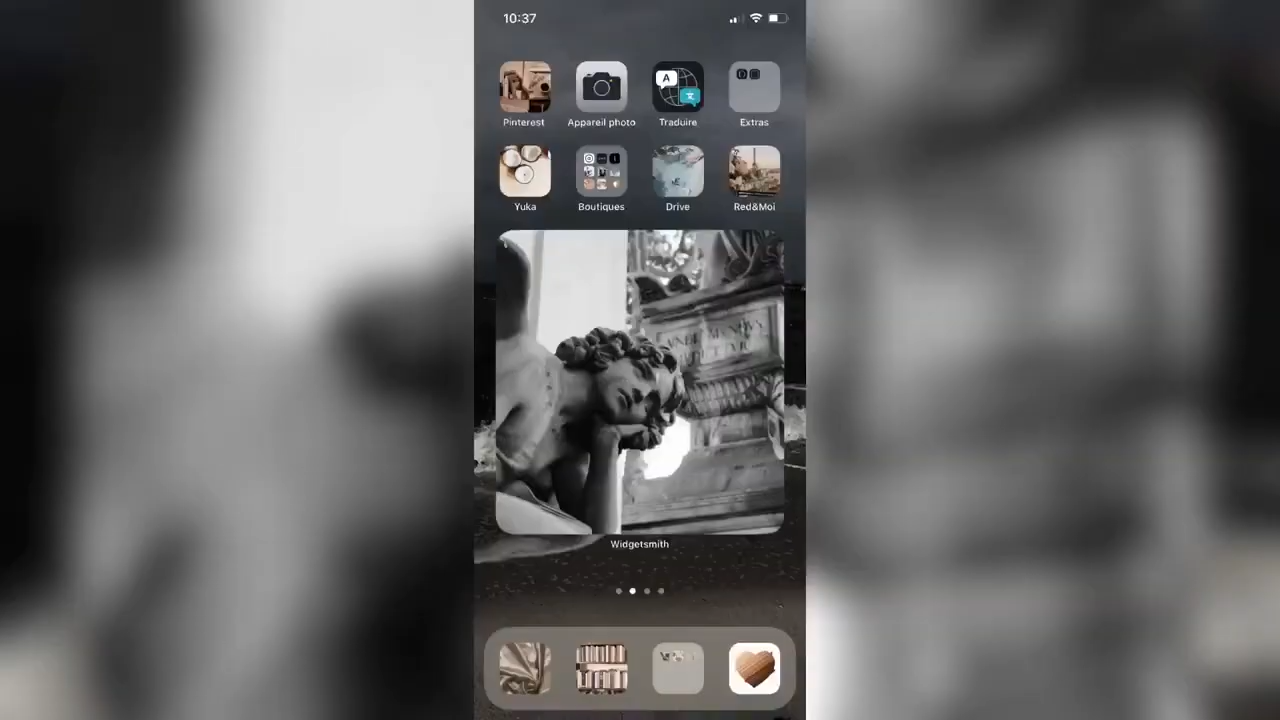 10:37
Pinterest
Appareil photo
Traduire
Extras
Yuka
Boutiques
Drive
Red&Moi
Widgetsmith